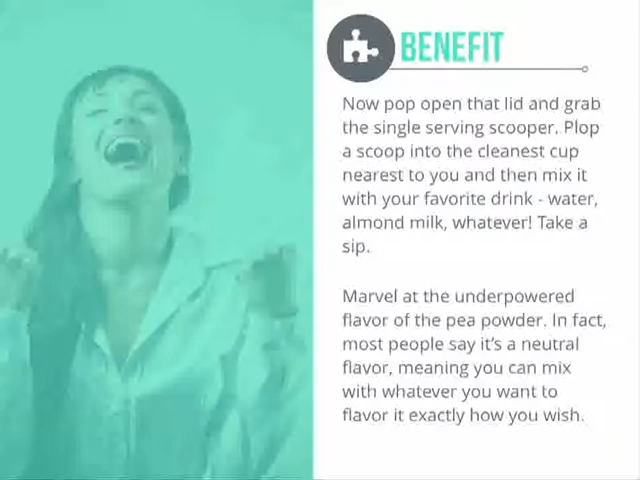 BENEFIT
Now pop open that lid and grab
the single serving scooper. Plop
a scoop into the cleanest cup
nearest to you and then mix it
with your favorite drink - water,
almond milk, whatever! Take a
sip.
Marvel at the underpowered
flavor of the pea powder. In fact,
most people say it’s a neutral
flavor, meaning you can mix
with whatever you want to
flavor it exactly how you wish.